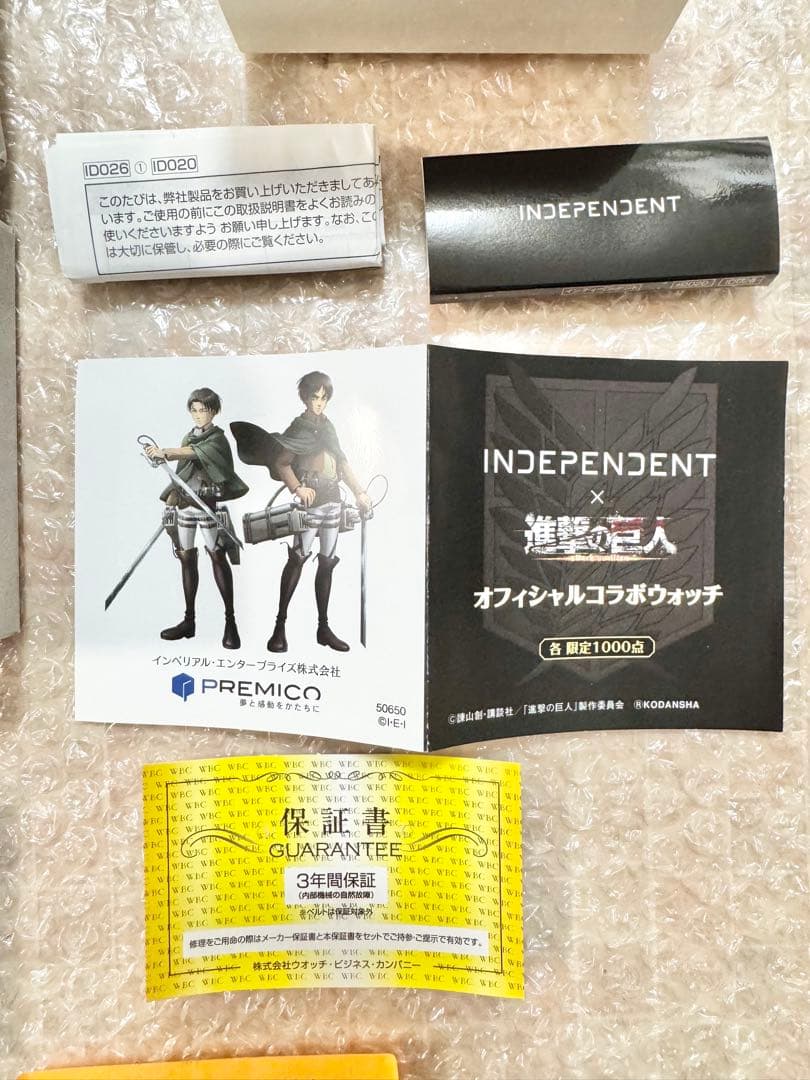 ID026 ① ID020
このたびは、弊社製品をお買い上げいただきましてあ
います。ご使用の前にこの取扱説明書をよくお読みの
使いくださいますよう お願い申し上げます。なお、この
は大切に保管し、必要の際にご覧ください。
INDEPENDENT
インペリアル・エンタープライズ株式会社
PREMICO
夢と感動をかたちに
50650
©I・E・I
INDEPENDENT
×
進撃の巨人
オフィシャルコラボウォッチ
各 限定1000点
©諫山創・講談社/「進撃の巨人」製作委員会 ®KODANSHA
保証書
GUARANTEE
3年間保証
(内部機械の自然故障)
※ベルトは保証対象外
修理をご用命の際はメーカー保証書と本保証書をセットでご持参・ご提示で有効です。
株式会社ウオッチ・ビジネス・カンパニー